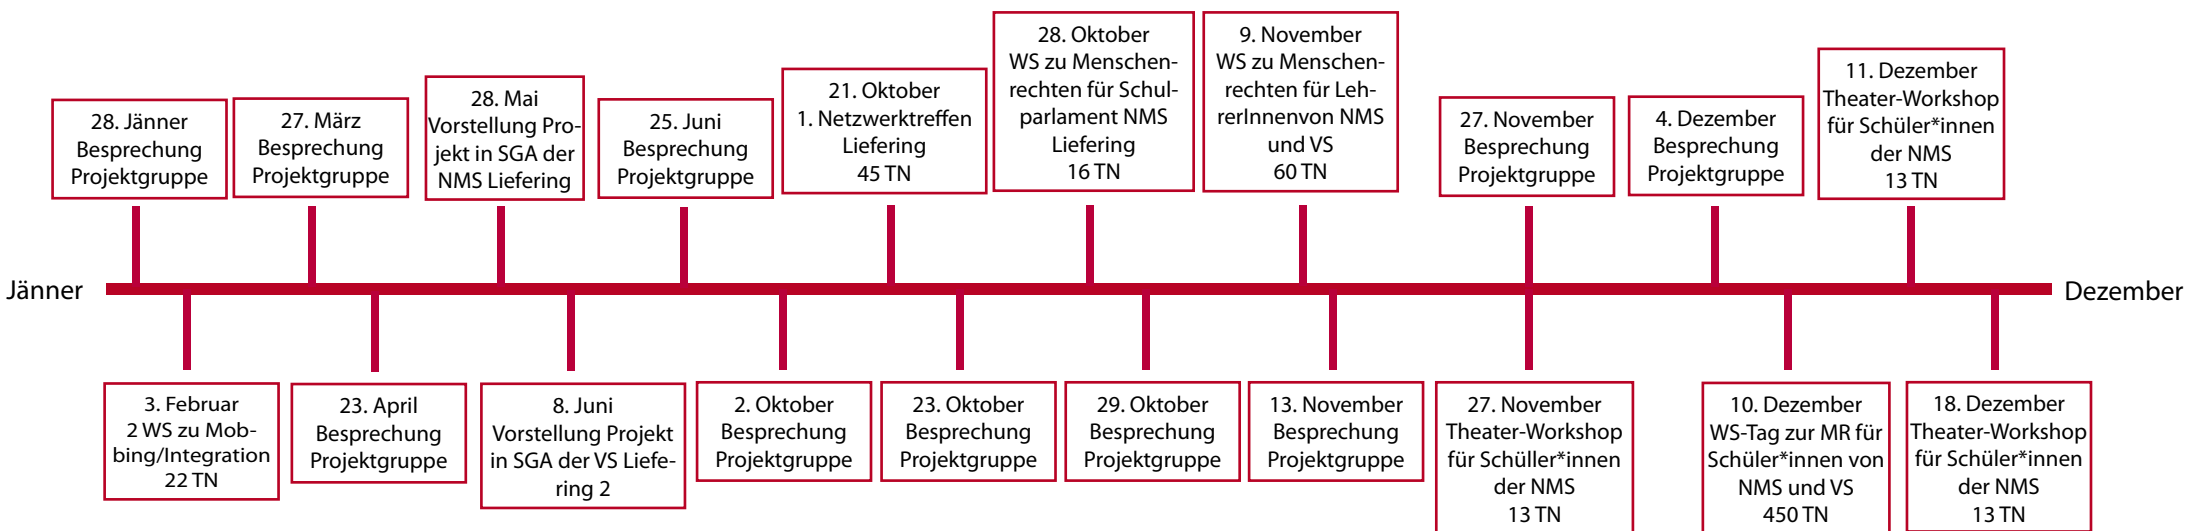 28. Jänner
Besprechung
Projektgruppe
27. März
Besprechung
Projektgruppe
28. Mai
Vorstellung Pro-
jekt in SGA der
NMS Liefering
25. Juni
Besprechung
Projektgruppe
21. Oktober
1. Netzwerktreffen
Liefering
45 TN
28. Oktober
WS zu Menschen-
rechten für Schul-
parlament NMS
Liefering
16 TN
9. November
WS zu Menschen-
rechten für Leh-
rerInnenvon NMS
und VS
60 TN
27. November
Besprechung
Projektgruppe
4. Dezember
Besprechung
Projektgruppe
11. Dezember
Theater-Workshop
für Schüler*innen
der NMS
13 TN
Jänner
Dezember
3. Februar
2 WS zu Mob-
bing/Integration
22 TN
23. April
Besprechung
Projektgruppe
8. Juni
Vorstellung Projekt
in SGA der VS Liefe-
ring 2
2. Oktober
Besprechung
Projektgruppe
23. Oktober
Besprechung
Projektgruppe
29. Oktober
Besprechung
Projektgruppe
13. November
Besprechung
Projektgruppe
27. November
Theater-Workshop
für Schüller*innen
der NMS
13 TN
10. Dezember
WS-Tag zur MR für
Schüler*innen von
NMS und VS
450 TN
18. Dezember
Theater-Workshop
für Schüler*innen
der NMS
13 TN